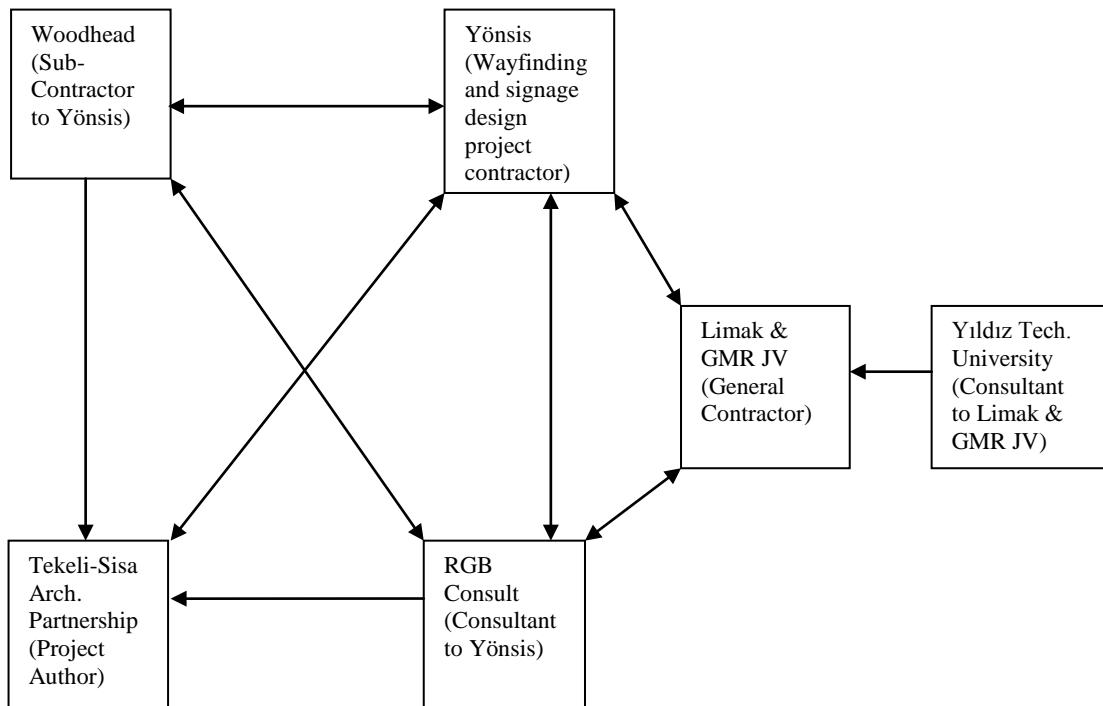 Woodhead
(Sub-
Contractor
to Yönsis)
Yönsis
(Wayfinding
and signage
design
project
contractor)
Limak &
GMR JV
(General
Contractor)
Yıldız Tech.
University
(Consultant
to Limak &
GMR JV)
Tekeli-Sisa
Arch.
Partnership
(Project
Author)
RGB
Consult
(Consultant
to Yönsis)